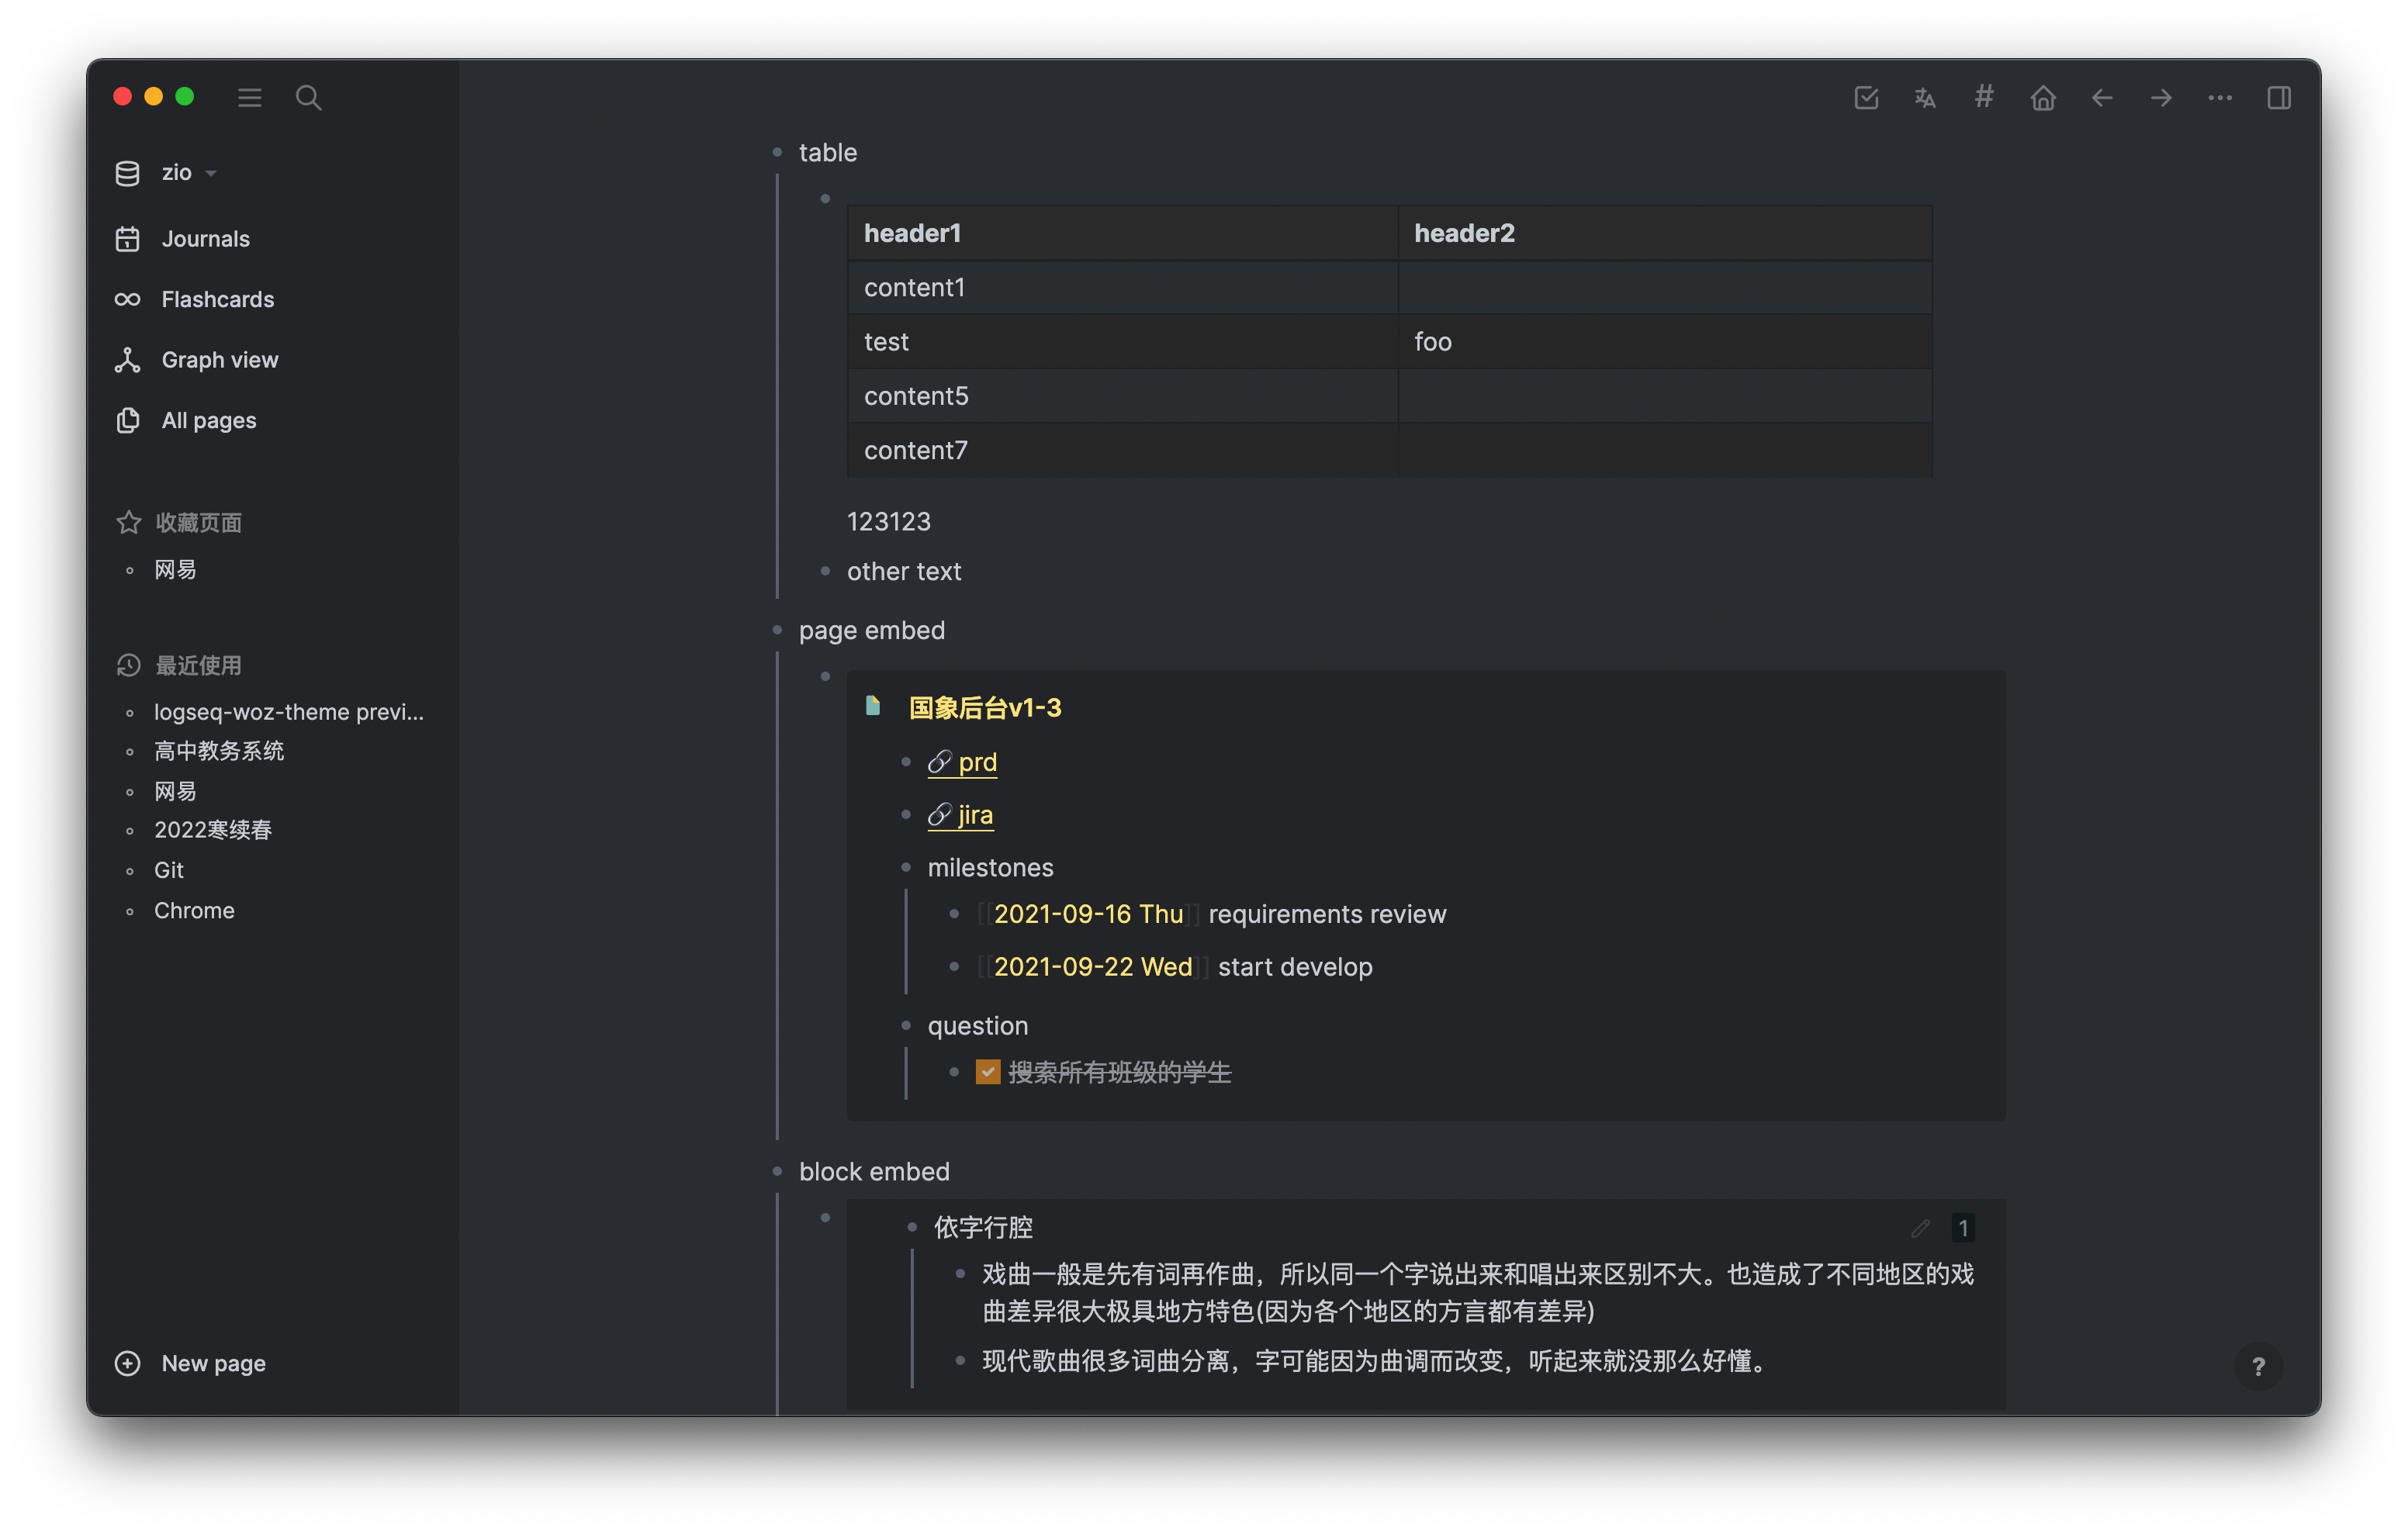 zio
Journals
Flashcards
Graph view
All pages
收藏页面
网易
最近使用
logseq-woz-theme previ...
高中教务系统
网易
2022寒续春
Git
Chrome
New page
#
table
header1 header2
content1
test foo
content5
content7
123123
other text
page embed
国象后台v1-3
prd
jira
milestones
[[2021-09-16 Thu]] requirements review
[[2021-09-22 Wed]] start develop
question
搜索所有班级的学生
block embed
依字行腔 1
戏曲一般是先有词再作曲，所以同一个字说出来和唱出来区别不大。也造成了不同地区的戏
曲差异很大极具地方特色(因为各个地区的方言都有差异)
现代歌曲很多词曲分离，字可能因为曲调而改变，听起来就没那么好懂。
?